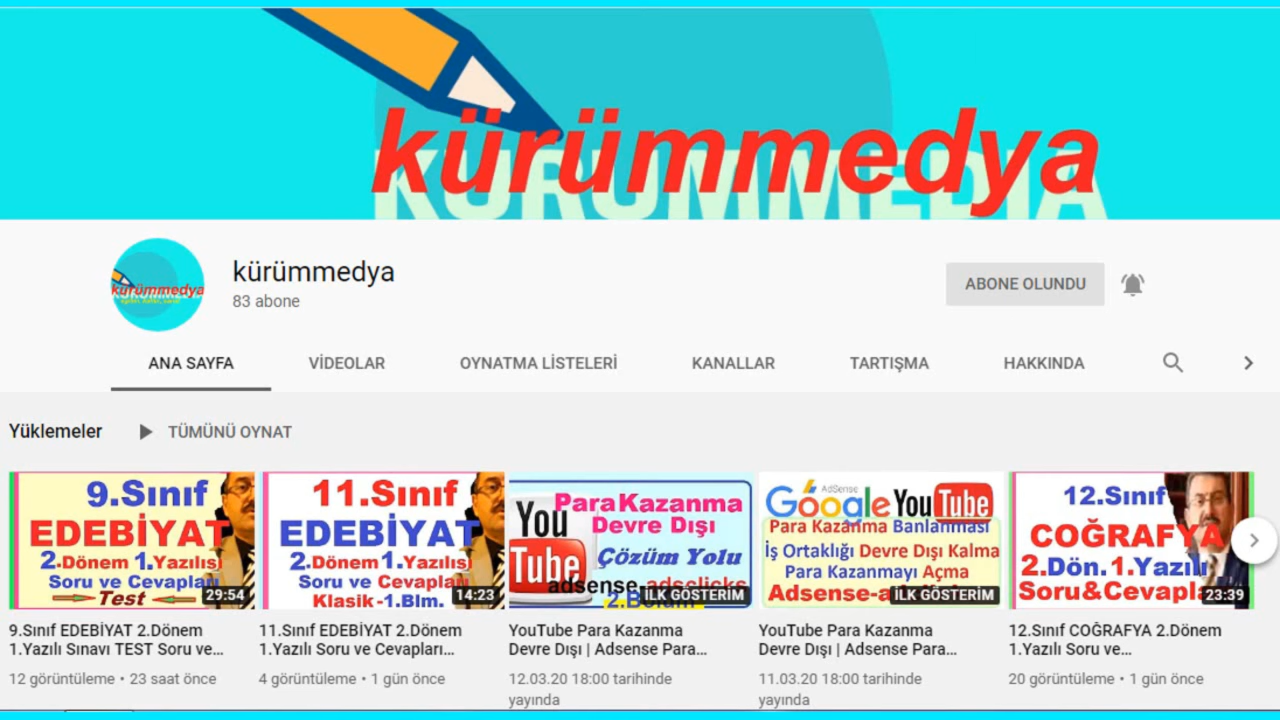 kürümmedya
KURUMMEDIA
kürümmedya
kürümmedya
83 abone
ABONE OLUNDU
ANA SAYFA
VİDEOLAR
OYNATMA LİSTELERİ
KANALLAR
TARTIŞMA
HAKKINDA
Yüklemeler
TÜMÜNÜ OYNAT
9.Sınıf
EDEBİYAT
2.Dönem 1.Yazılısı
Soru ve Cevapları
Test
29:54
11.Sınıf
EDEBİYAT
2.Dönem 1.Yazılısı
Soru ve Cevapları
Klasik-1.Blm.
14:23
You
Tube
Para Kazanma
Devre Dışı
Çözüm Yolu
adsense-adsclicks
2.Bölüm
İLK GÖSTERİM
AdSense
Google YouTube
Para Kazanma Banlanması
İş Ortaklığı Devre Dışı Kalma
Para Kazanmayı Açma
Adsense-a
İLK GÖSTERİM
12.Sınıf
COĞRAFYA
2.Dön.1.Yazılı
Soru&Cevapla
23:39
9.Sınıf EDEBİYAT 2.Dönem
1.Yazılı Sınavı TEST Soru ve...
12 görüntüleme • 23 saat önce
11.Sınıf EDEBİYAT 2.Dönem
1.Yazılı Soru ve Cevapları...
4 görüntüleme • 1 gün önce
YouTube Para Kazanma
Devre Dışı | Adsense Para...
12.03.20 18:00 tarihinde
yayında
YouTube Para Kazanma
Devre Dışı | Adsense Para...
11.03.20 18:00 tarihinde
yayında
12.Sınıf COĞRAFYA 2.Dönem
1.Yazılı Soru ve...
20 görüntüleme • 1 gün önce